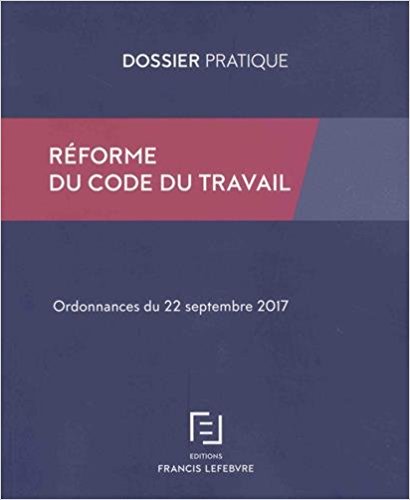 DOSSIER PRATIQUE
RÉFORME
DU CODE DU TRAVAIL
Ordonnances du 22 septembre 2017
EDITIONS
FRANCIS LEFEBVRE